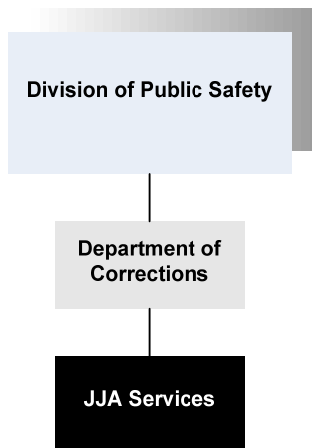 Division of Public Safety
Department of
Corrections
JJA Services